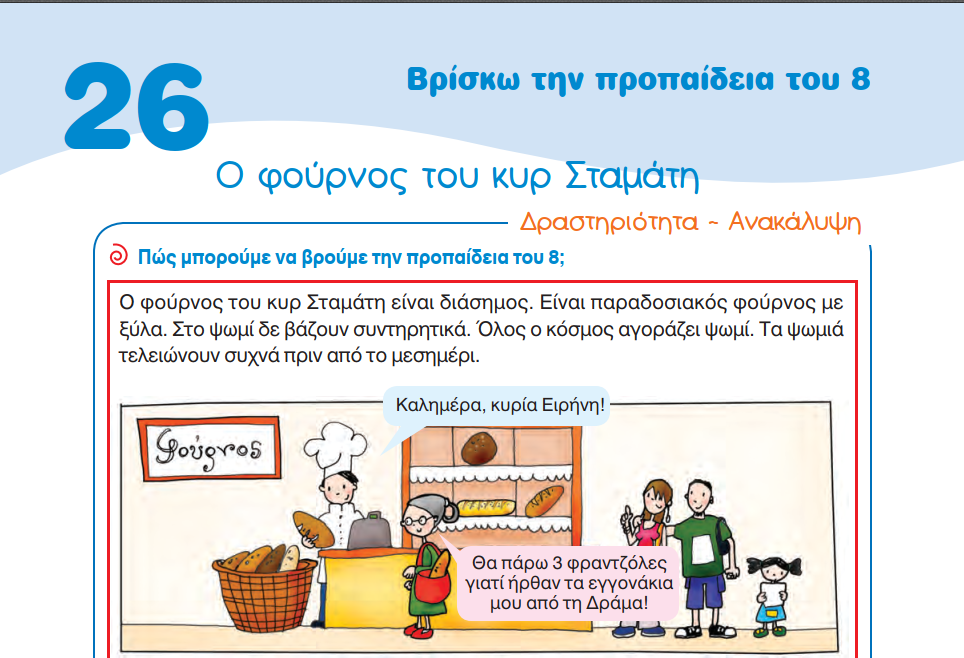 26
Βρίσκω την προπαίδεια του 8
Ο φούρνος του κυρ Σταμάτη
Δραστηριότητα ~ Ανακάλυψη
Πώς μπορούμε να βρούμε την προπαίδεια του 8;
Ο φούρνος του κυρ Σταμάτη είναι διάσημος. Είναι παραδοσιακός φούρνος με
ξύλα. Στο ψωμί δε βάζουν συντηρητικά. Όλος ο κόσμος αγοράζει ψωμί. Τα ψωμιά
τελειώνουν συχνά πριν από το μεσημέρι.
Καλημέρα, κυρία Ειρήνη!
Φούρνος
Θα πάρω 3 φραντζόλες
γιατί ήρθαν τα εγγονάκια
μου από τη Δράμα!